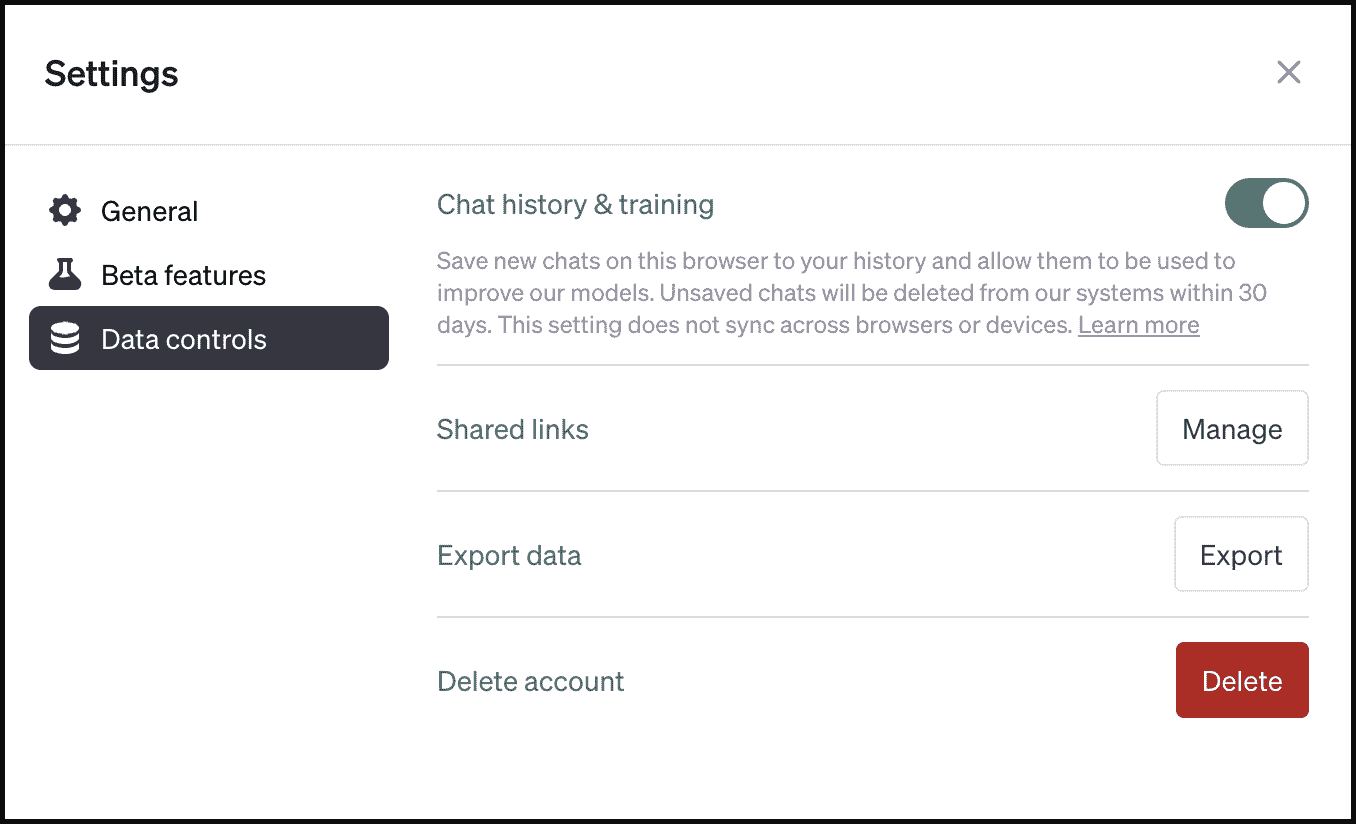 Settings
General
Beta features
Data controls
Chat history & training
Save new chats on this browser to your history and allow them to be used to
improve our models. Unsaved chats will be deleted from our systems within 30
days. This setting does not sync across browsers or devices. Learn more
Shared links
Manage
Export data
Export
Delete account
Delete